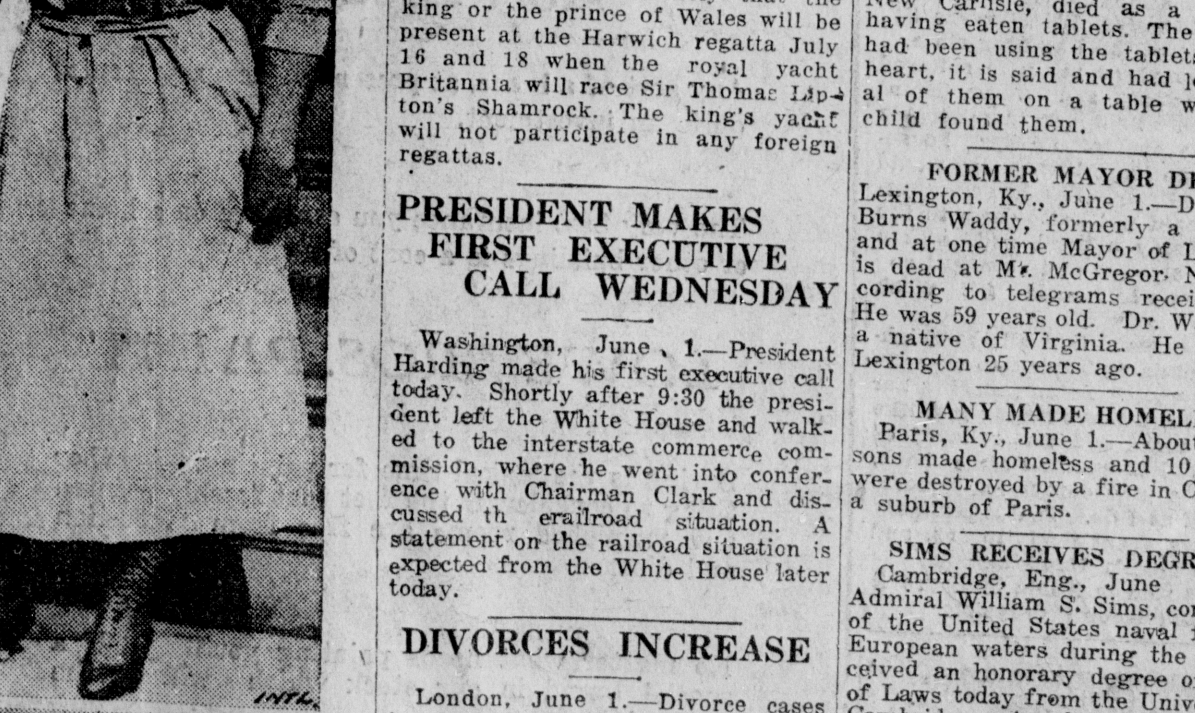 king or the prince of Wales will be
present at the Harwich regatta July
16 and 18 when the royal yacht
Britannia will race Sir Thomas Lip-
ton's Shamrock. The king's yacht
will not participate in any foreign
regattas.
PRESIDENT MAKES
FIRST EXECUTIVE
CALL WEDNESDAY
Washington, June 1.—President
Harding made his first executive call
today. Shortly after 9:30 the presi-
dent left the White House and walk-
ed to the interstate commerce com-
mission, where he went into confer-
ence with Chairman Clark and dis-
cussed th erailroad situation. A
statement on the railroad situation is
expected from the White House later
today.
DIVORCES INCREASE
London, June 1.—Divorce cases
New Carlisle, died as a
having eaten tablets. The
had been using the tablets
heart, it is said and had
al of them on a table
child found them.
FORMER MAYOR
Lexington, Ky., June 1.—
Burns Waddy, formerly a
and at one time Mayor of
is dead at Mt. McGregor.
cording to telegrams
He was 59 years old. Dr. W
a native of Virginia. He
Lexington 25 years ago.
MANY MADE
Paris, Ky., June 1.—About
sons made homeless and 10
were destroyed by a fire in C
a suburb of Paris.
SIMS RECEIVES
Cambridge, Eng., June
Admiral William S. Sims,
of the United States naval
European waters during the
ceived an honorary degree
of Laws today from the
INTL.